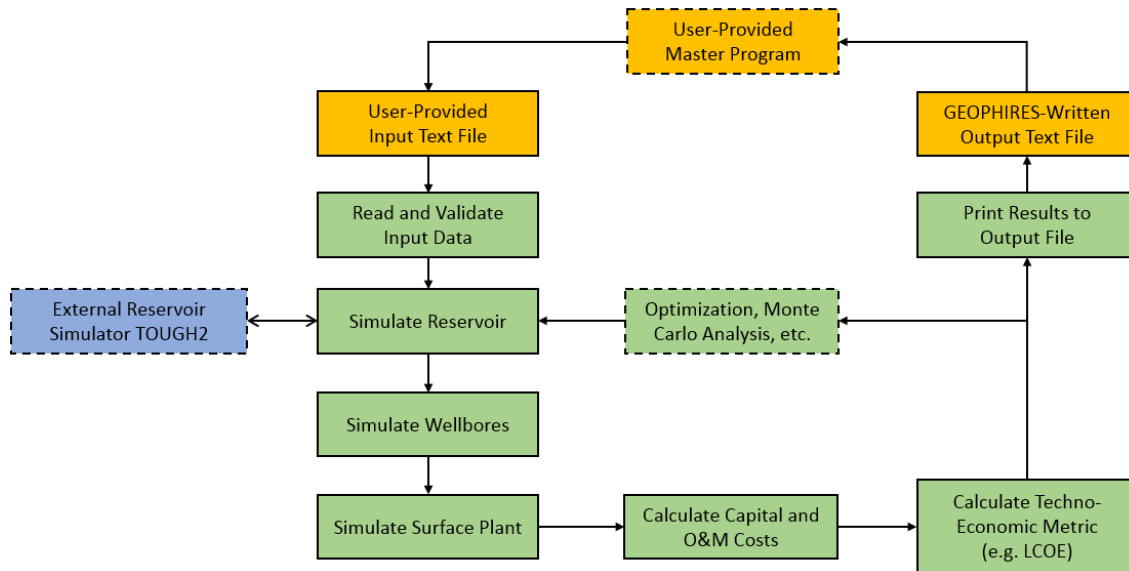 User-Provided
Master Program
User-Provided
Input Text File
GEOPHIRES-Written
Output Text File
Read and Validate
Input Data
Print Results to
Output File
External Reservoir
Simulator TOUGH2
Simulate Reservoir
Optimization, Monte
Carlo Analysis, etc.
Simulate Wellbores
Simulate Surface Plant
Calculate Capital and
O&M Costs
Calculate Techno-
Economic Metric
(e.g. LCOE)